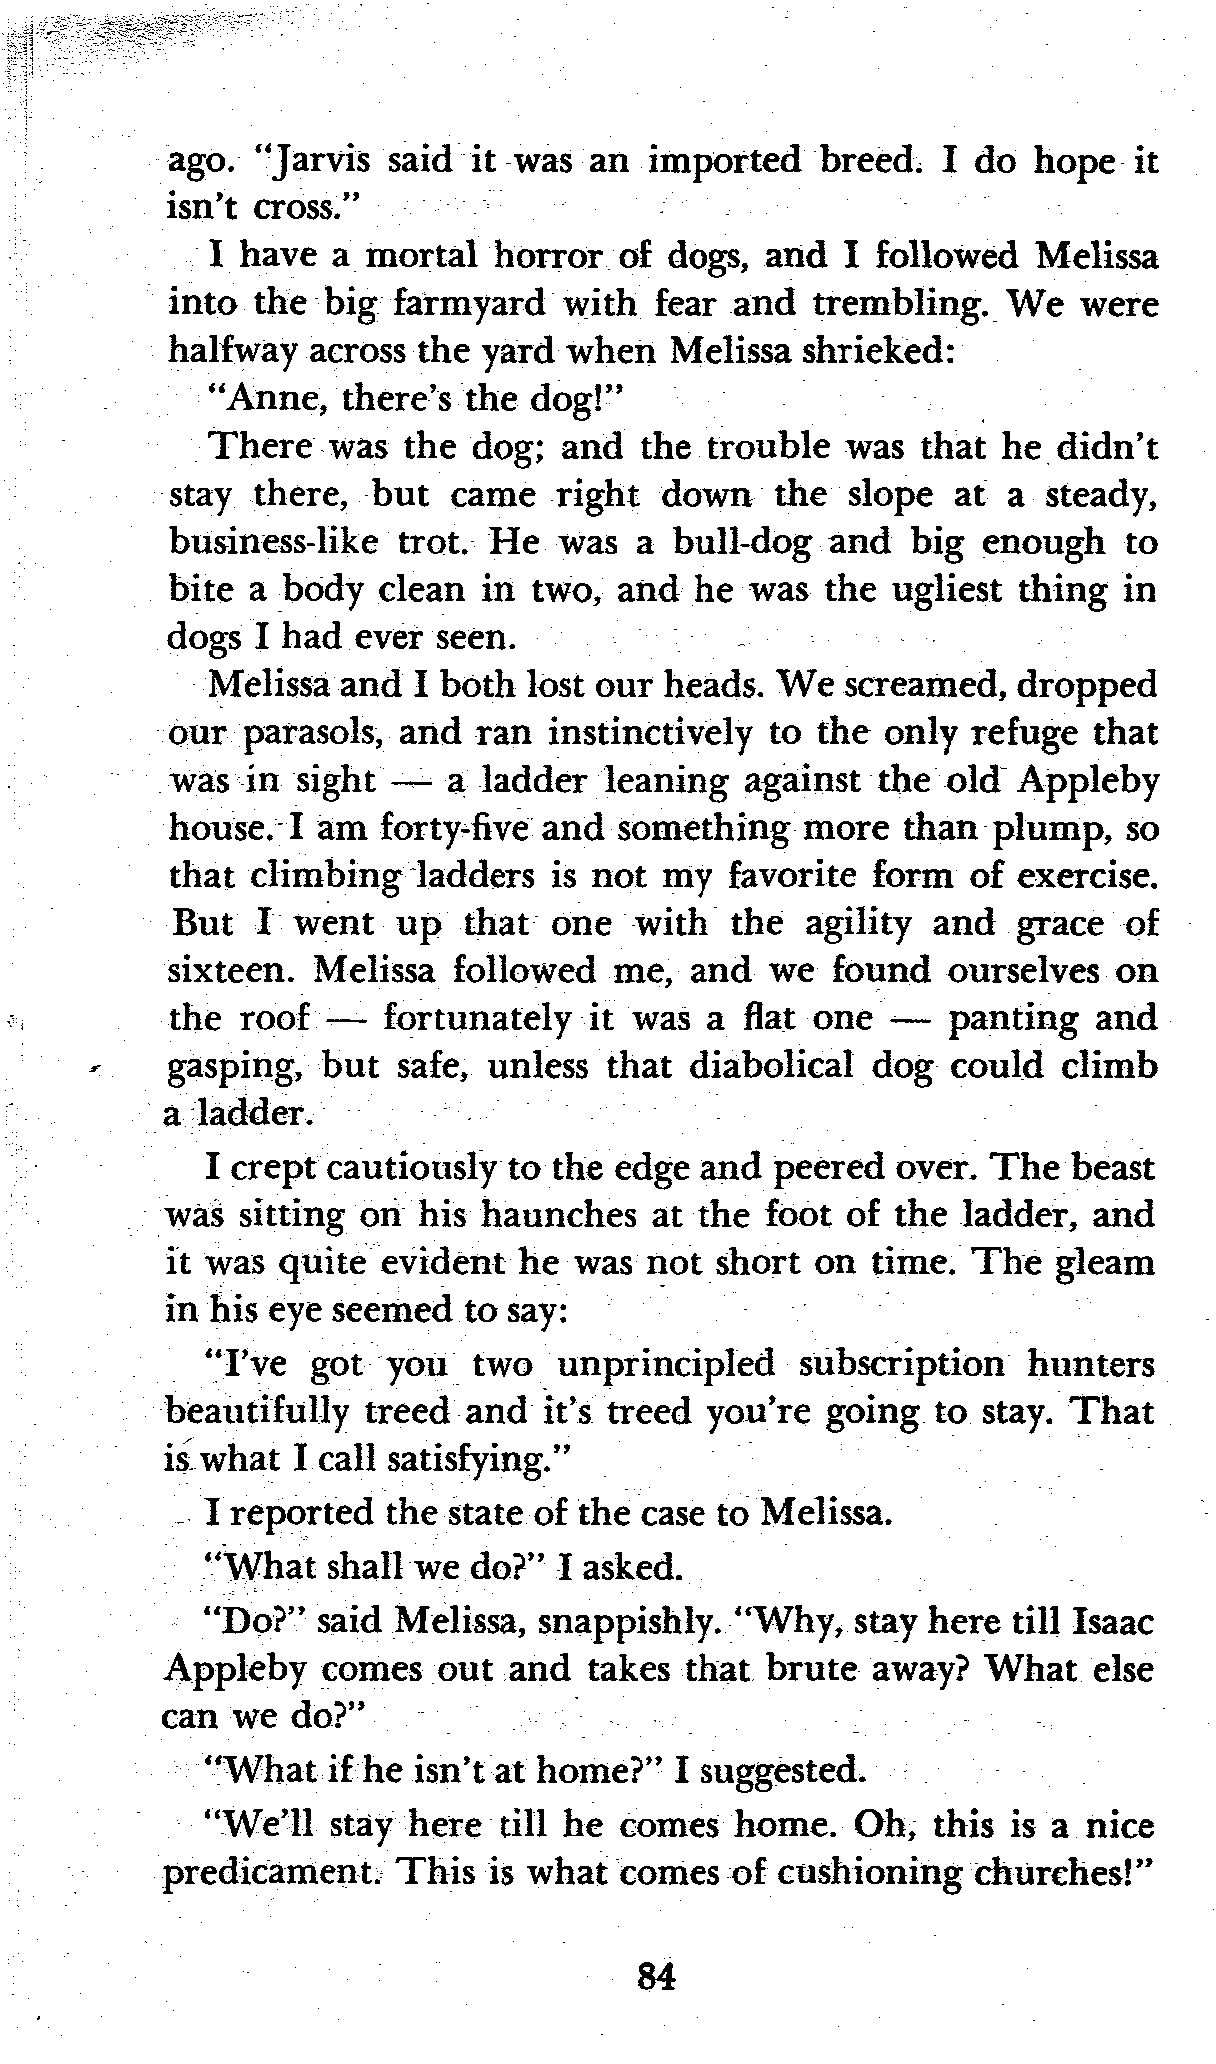 ago. “Jarvis said it was an imported breed. I do hope it
isn't cross.”
I have a mortal horror of dogs, and I followed Melissa
into the big farmyard with fear and trembling. We were
halfway across the yard when Melissa shrieked:
“Anne, there's the dog!”
There was the dog; and the trouble was that he didn't
stay there, but came right down the slope at a steady,
business-like trot. He was a bull-dog and big enough to
bite a body clean in two, and he was the ugliest thing in
dogs I had ever seen.
Melissa and I both lost our heads. We screamed, dropped
our parasols, and ran instinctively to the only refuge that
was in sight — a ladder leaning against the old Appleby
house. I am forty-five and something more than plump, so
that climbing ladders is not my favorite form of exercise.
But I went up that one with the agility and grace of
sixteen. Melissa followed me, and we found ourselves on
the roof — fortunately it was a flat one — panting and
gasping, but safe, unless that diabolical dog could climb
a ladder.
I crept cautiously to the edge and peered over. The beast
was sitting on his haunches at the foot of the ladder, and
it was quite evident he was not short on time. The gleam
in his eye seemed to say:
“I've got you two unprincipled subscription hunters
beautifully treed and it's treed you're going to stay. That
is what I call satisfying.”
I reported the state of the case to Melissa.
“What shall we do?” I asked.
“Do?” said Melissa, snappishly. “Why, stay here till Isaac
Appleby comes out and takes that brute away? What else
can we do?”
“What if he isn't at home?” I suggested.
“We'll stay here till he comes home. Oh, this is a nice
predicament. This is what comes of cushioning churches!”
84